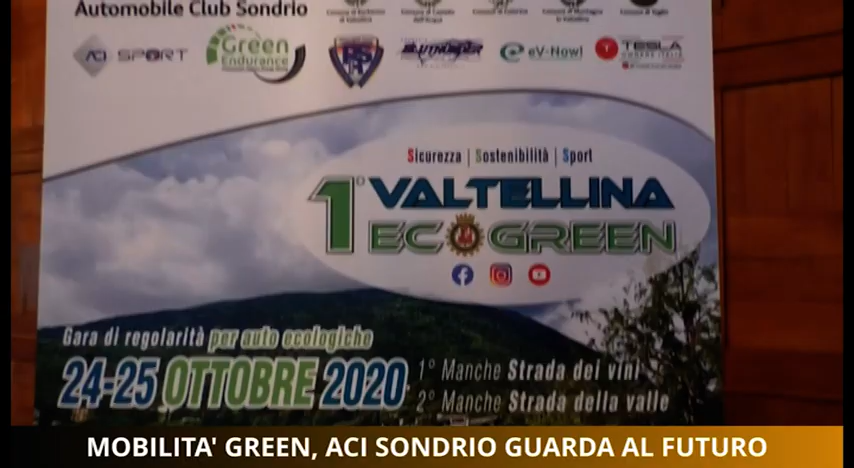 Automobile Club Sondrio
ACI SPORT
Green
Endurance
eV-Now!
TESLA
Sicurezza | Sostenibilità | Sport
1° VALTELLINA
ECOGREEN
Gara di regolarità per auto ecologiche
24-25 OTTOBRE 2020
1° Manche Strada dei vini
2° Manche Strada della valle
MOBILITA' GREEN, ACI SONDRIO GUARDA AL FUTURO